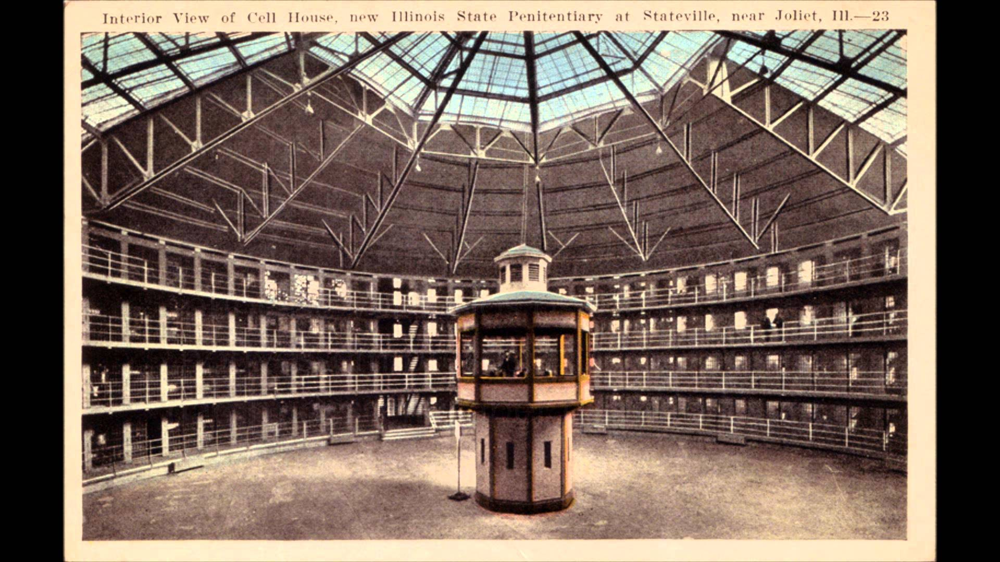 Interior View of Cell House, new Illinois State Penitentiary at Stateville, near Joliet, Ill.—23